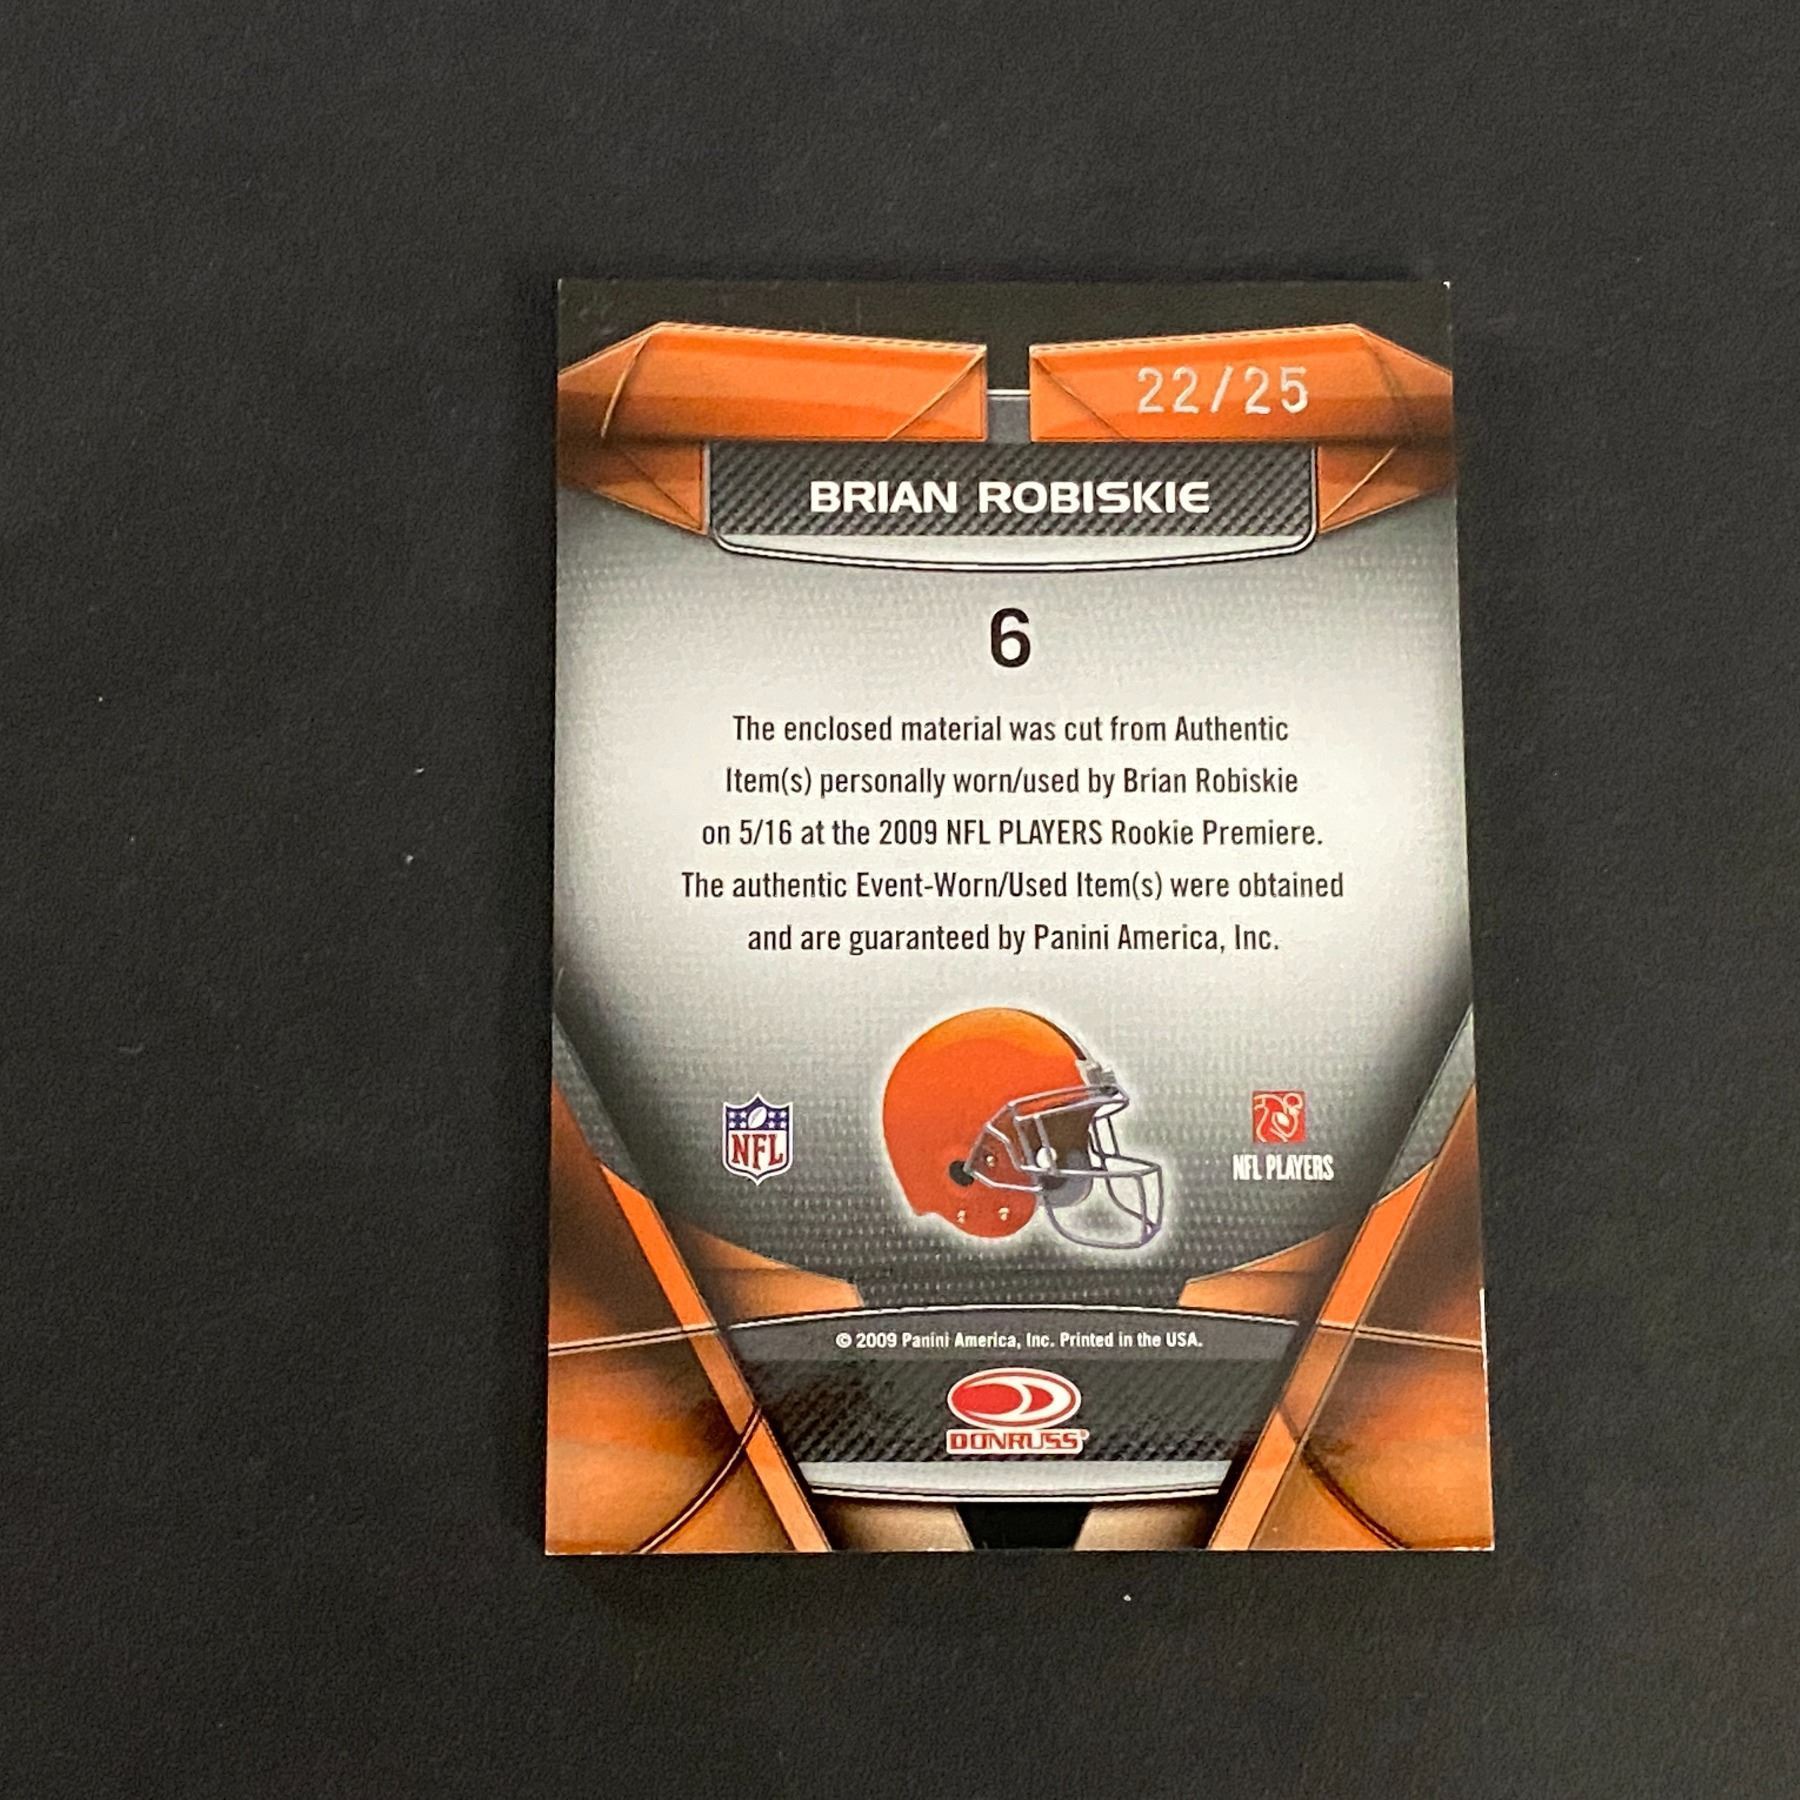 22/25
BRIAN ROBISKIE
6
The enclosed material was cut from Authentic
Item(s) personally worn/used by Brian Robiskie
on 5/16 at the 2009 NFL PLAYERS Rookie Premiere.
The authentic Event-Worn/Used Item(s) were obtained
and are guaranteed by Panini America, Inc.
NFL
NFL PLAYERS
© 2009 Panini America, Inc. Printed in the USA.
DONRUSS